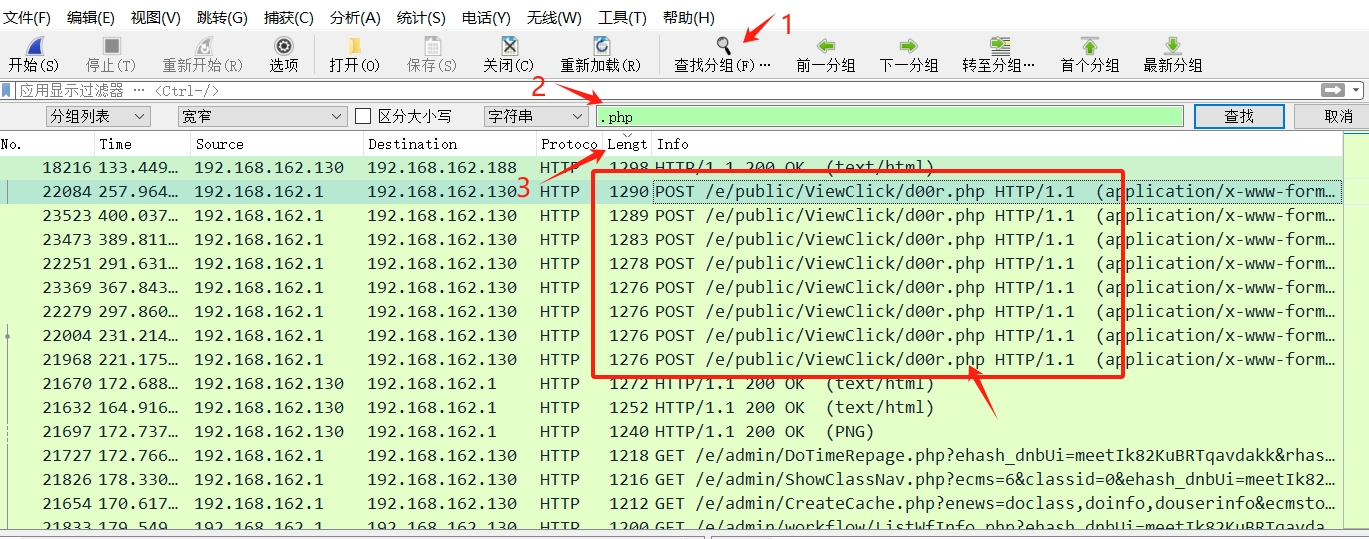 文件(F) 编辑(E) 视图(V) 跳转(G) 捕获(C) 分析(A) 统计(S) 电话(Y) 无线(W) 工具(T) 帮助(H)
1
开始(S) 停止(T) 重新开始(R) 选项 打开(O) 保存(S) 关闭(C) 重新加载(R) 查找分组(F)… 前一分组 下一分组 转至分组… 首个分组 最新分组
应用显示过滤器 … <Ctrl-/>
2
分组列表 宽窄 区分大小写 字符串 .php 查找 取消
No. Time Source Destination Protoco Lengt Info
18216 133.449… 192.168.162.130 192.168.162.188 HTTP 1298 HTTP/1.1 200 OK (text/html)
3
22084 257.964… 192.168.162.1 192.168.162.130 HTTP 1290 POST /e/public/ViewClick/d00r.php HTTP/1.1 (application/x-www-form…
23523 400.037… 192.168.162.1 192.168.162.130 HTTP 1289 POST /e/public/ViewClick/d00r.php HTTP/1.1 (application/x-www-form…
23473 389.811… 192.168.162.1 192.168.162.130 HTTP 1283 POST /e/public/ViewClick/d00r.php HTTP/1.1 (application/x-www-form…
22251 291.631… 192.168.162.1 192.168.162.130 HTTP 1278 POST /e/public/ViewClick/d00r.php HTTP/1.1 (application/x-www-form…
23369 367.843… 192.168.162.1 192.168.162.130 HTTP 1276 POST /e/public/ViewClick/d00r.php HTTP/1.1 (application/x-www-form…
22279 297.860… 192.168.162.1 192.168.162.130 HTTP 1276 POST /e/public/ViewClick/d00r.php HTTP/1.1 (application/x-www-form…
22004 231.214… 192.168.162.1 192.168.162.130 HTTP 1276 POST /e/public/ViewClick/d00r.php HTTP/1.1 (application/x-www-form…
21968 221.175… 192.168.162.1 192.168.162.130 HTTP 1276 POST /e/public/ViewClick/d00r.php HTTP/1.1 (application/x-www-form…
21670 172.688… 192.168.162.130 192.168.162.1 HTTP 1272 HTTP/1.1 200 OK (text/html)
21632 164.916… 192.168.162.130 192.168.162.1 HTTP 1252 HTTP/1.1 200 OK (text/html)
21697 172.737… 192.168.162.130 192.168.162.1 HTTP 1240 HTTP/1.1 200 OK (PNG)
21727 172.766… 192.168.162.1 192.168.162.130 HTTP 1218 GET /e/admin/DoTimeRepage.php?ehash_dnbUi=meetIk82KuBRTqavdakk&rhas…
21826 178.330… 192.168.162.1 192.168.162.130 HTTP 1216 GET /e/admin/ShowClassNav.php?ecms=6&classid=0&ehash_dnbUi=meetIk82…
21654 170.617… 192.168.162.1 192.168.162.130 HTTP 1212 GET /e/admin/CreateCache.php?enews=doclass,doinfo,douserinfo&ecmsto…
21833 179.549… 192.168.162.1 192.168.162.130 HTTP 1200 GET /e/admin/workflow/ListWfInfo.php?ehash_dnbUi=meetIk82KuBRTqavda…